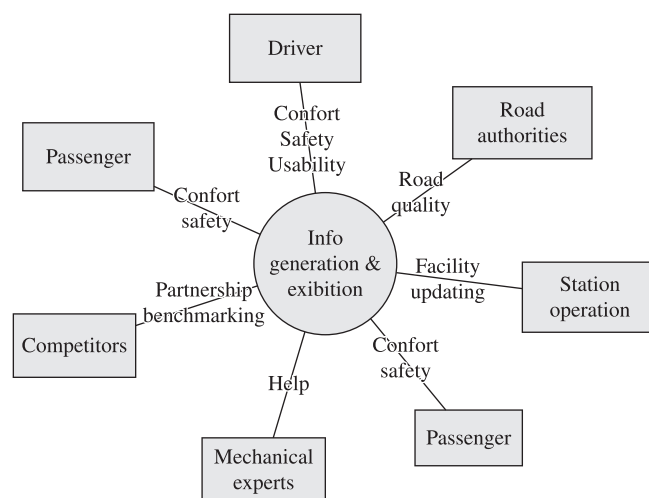 Driver
Confort
Safety
Usability
Road
authorities
Passenger
Road
quality
Confort
safety
Info
generation &
exibition
Facility
updating
Station
operation
Partnership
benchmarking
Competitors
Confort
safety
Help
Passenger
Mechanical
experts